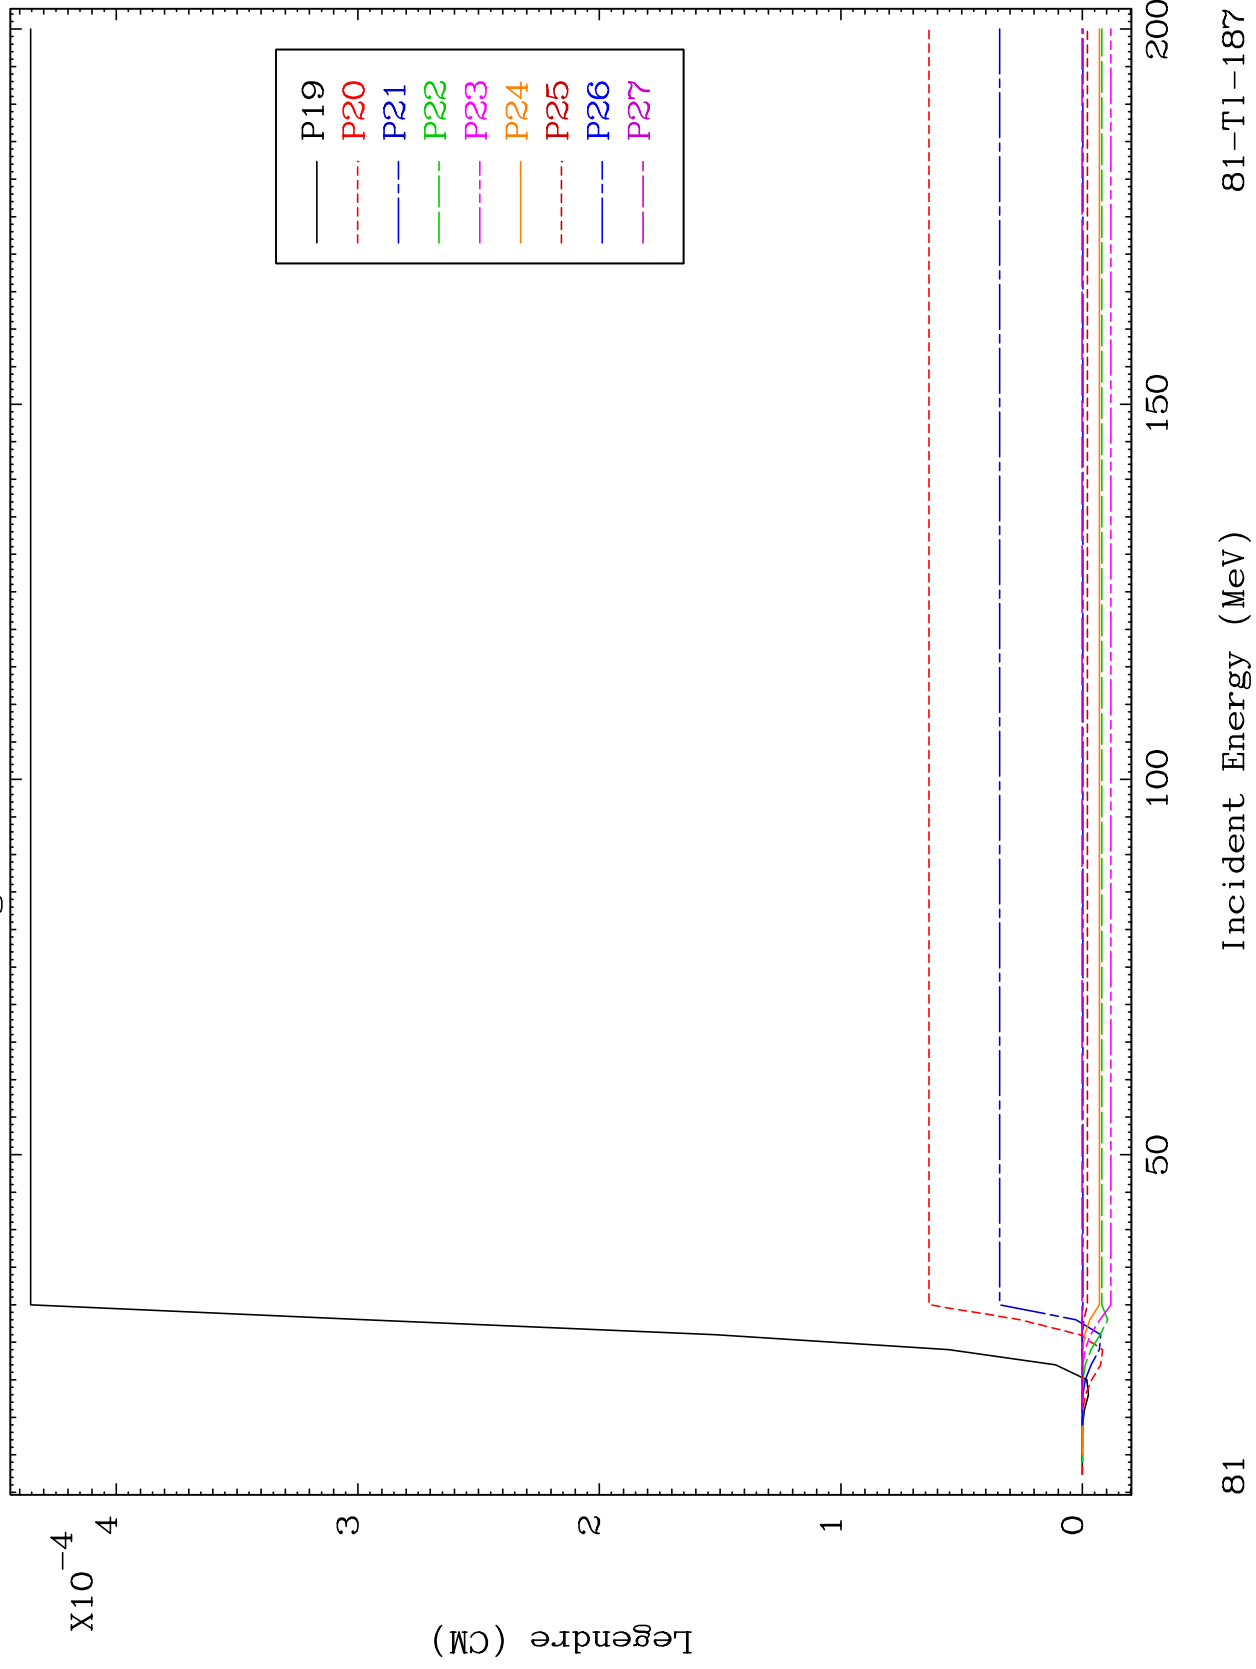 X10-4
4
3
2
1
0
Legendre (CM)
P19
P20
P21
P22
P23
P24
P25
P26
P27
50
100
150
200
Incident Energy (MeV)
81
81-Tl-187